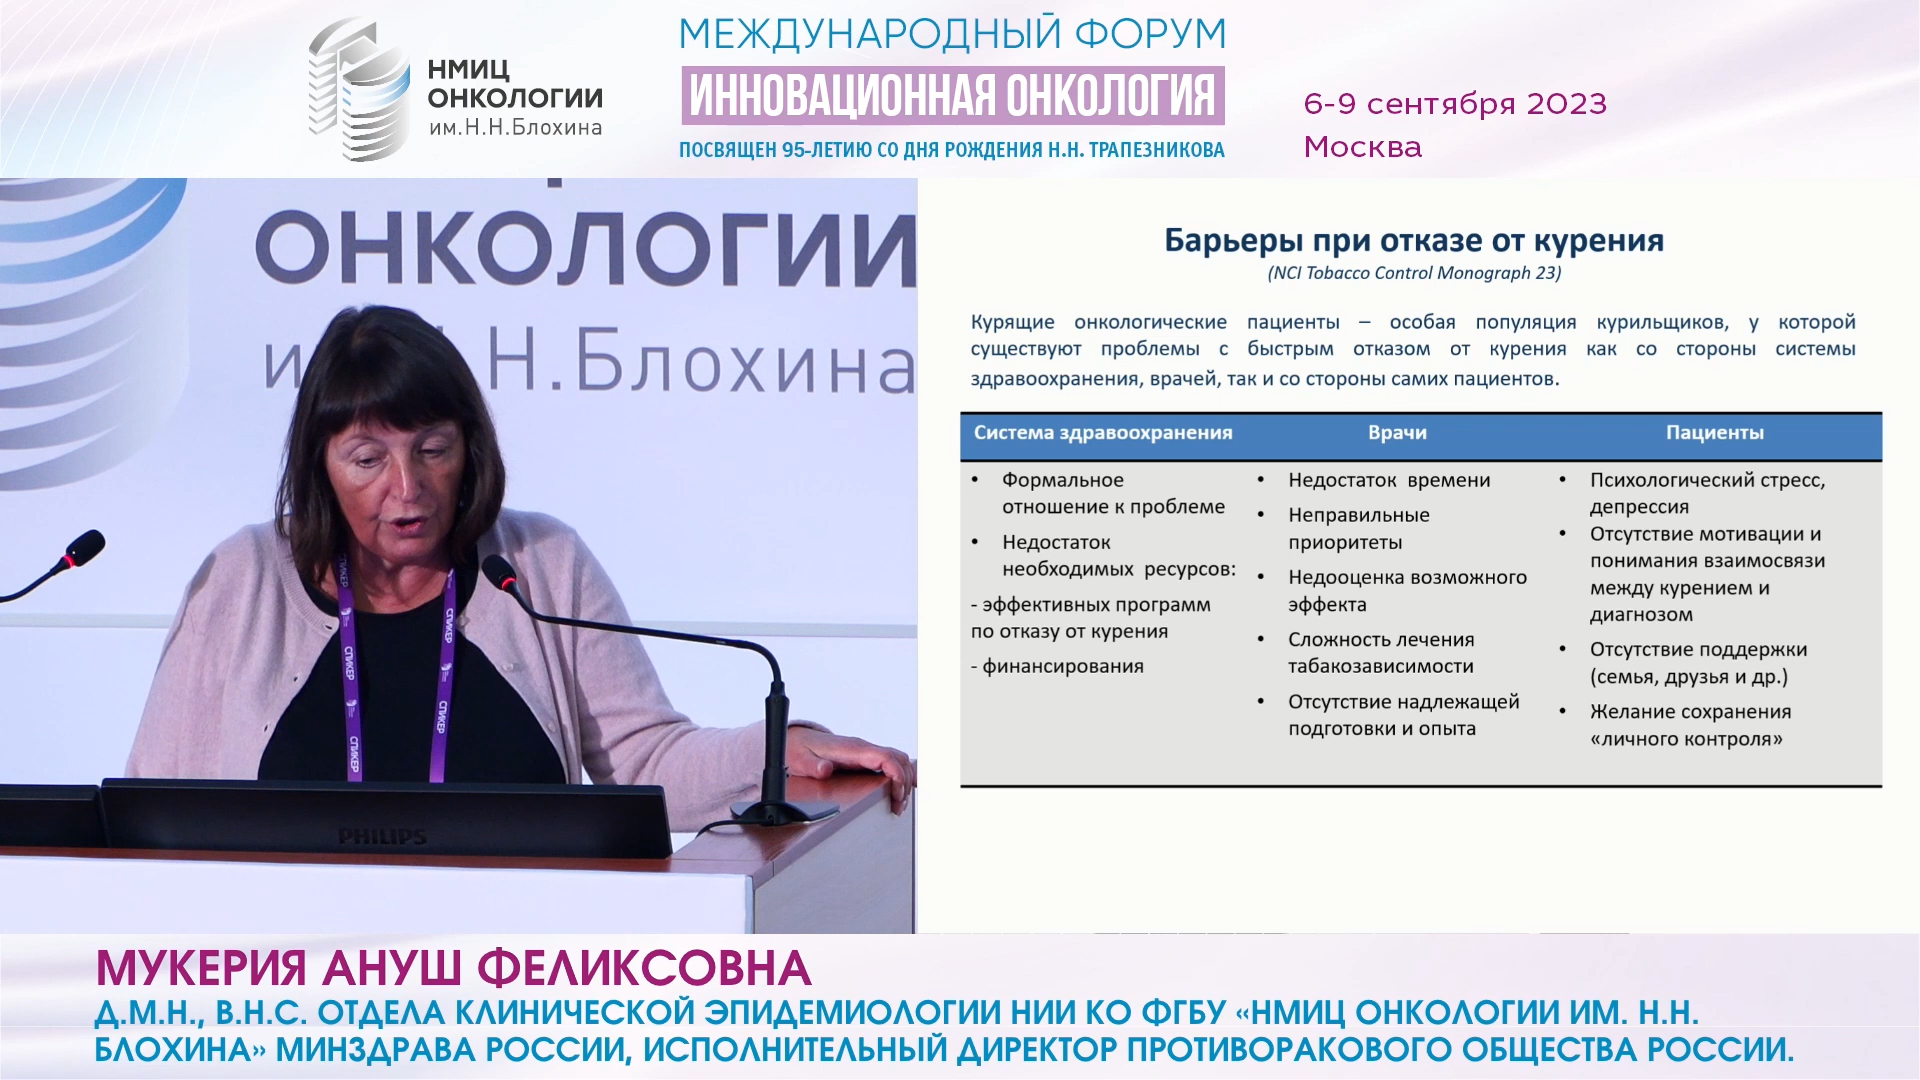 НМИЦ
ОНКОЛОГИИ
им.Н.Н.Блохина
МЕЖДУНАРОДНЫЙ ФОРУМ
ИННОВАЦИОННАЯ ОНКОЛОГИЯ
ПОСВЯЩЕН 95-ЛЕТИЮ СО ДНЯ РОЖДЕНИЯ Н.Н. ТРАПЕЗНИКОВА
6-9 сентября 2023
Москва
ОНКОЛОГИИ
Н.Блохина
СПИКЕР
СПИКЕР
СПИКЕР
СПИКЕР
СПИКЕР
PHILIPS
Барьеры при отказе от курения
(NCI Tobacco Control Monograph 23)
Курящие онкологические пациенты – особая популяция курильщиков, у которой
существуют проблемы с быстрым отказом от курения как со стороны системы
здравоохранения, врачей, так и со стороны самих пациентов.
Система здравоохранения
• Формальное
отношение к проблеме
• Недостаток
необходимых ресурсов:
- эффективных программ
по отказу от курения
- финансирования
Врачи
• Недостаток времени
• Неправильные
приоритеты
• Недооценка возможного
эффекта
• Сложность лечения
табакозависимости
• Отсутствие надлежащей
подготовки и опыта
Пациенты
• Психологический стресс,
депрессия
• Отсутствие мотивации и
понимания взаимосвязи
между курением и
диагнозом
• Отсутствие поддержки
(семья, друзья и др.)
• Желание сохранения
«личного контроля»
МУКЕРИЯ АНУШ ФЕЛИКСОВНА
Д.М.Н., В.Н.С. ОТДЕЛА КЛИНИЧЕСКОЙ ЭПИДЕМИОЛОГИИ НИИ КО ФГБУ «НМИЦ ОНКОЛОГИИ ИМ. Н.Н.
БЛОХИНА» МИНЗДРАВА РОССИИ, ИСПОЛНИТЕЛЬНЫЙ ДИРЕКТОР ПРОТИВОРАКОВОГО ОБЩЕСТВА РОССИИ.